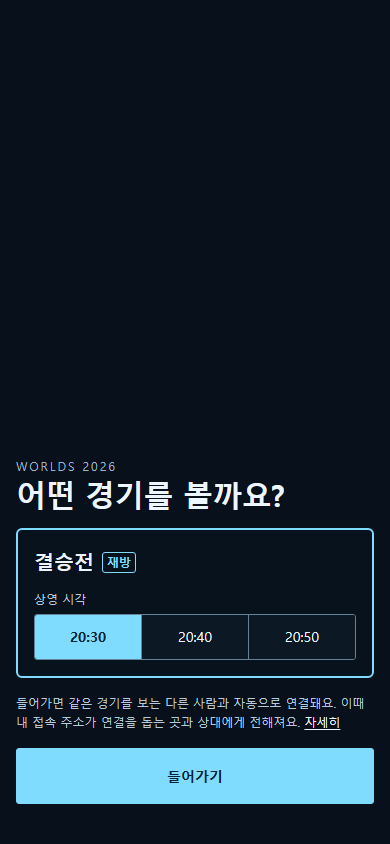 WORLDS 2026
어떤 경기를 볼까요?
결승전 재방
상영 시각
20:30 20:40 20:50
들어가면 같은 경기를 보는 다른 사람과 자동으로 연결돼요. 이때
내 접속 주소가 연결을 돕는 곳과 상대에게 전해져요. 자세히
들어가기